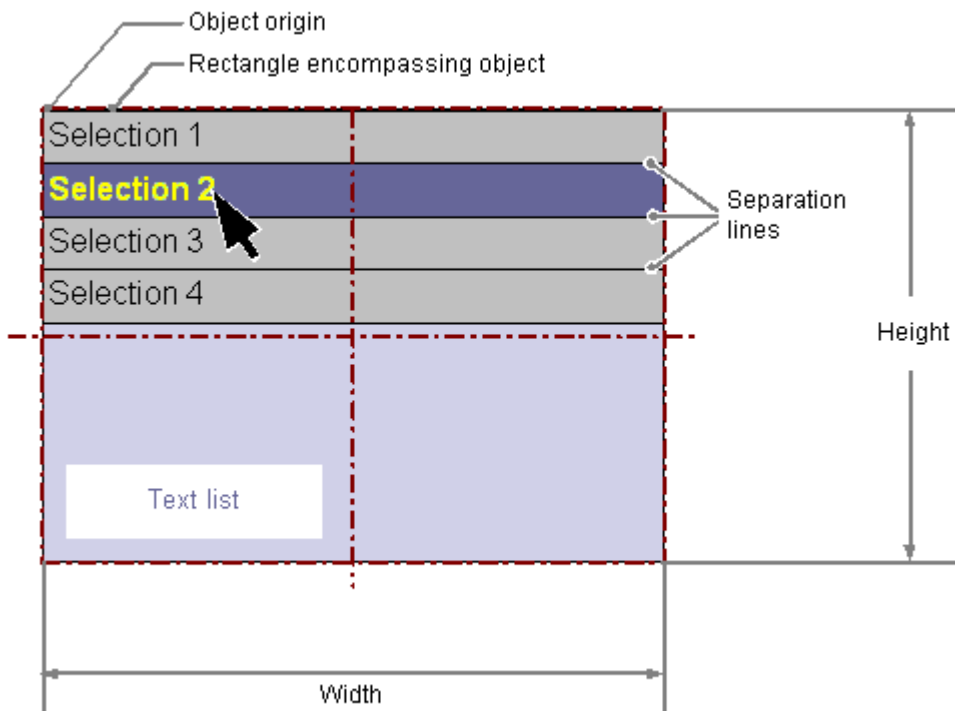 Object origin
Rectangle encompassing object
Selection 1
Selection 2
Separation
lines
Selection 3
Selection 4
Height
Text list
Width